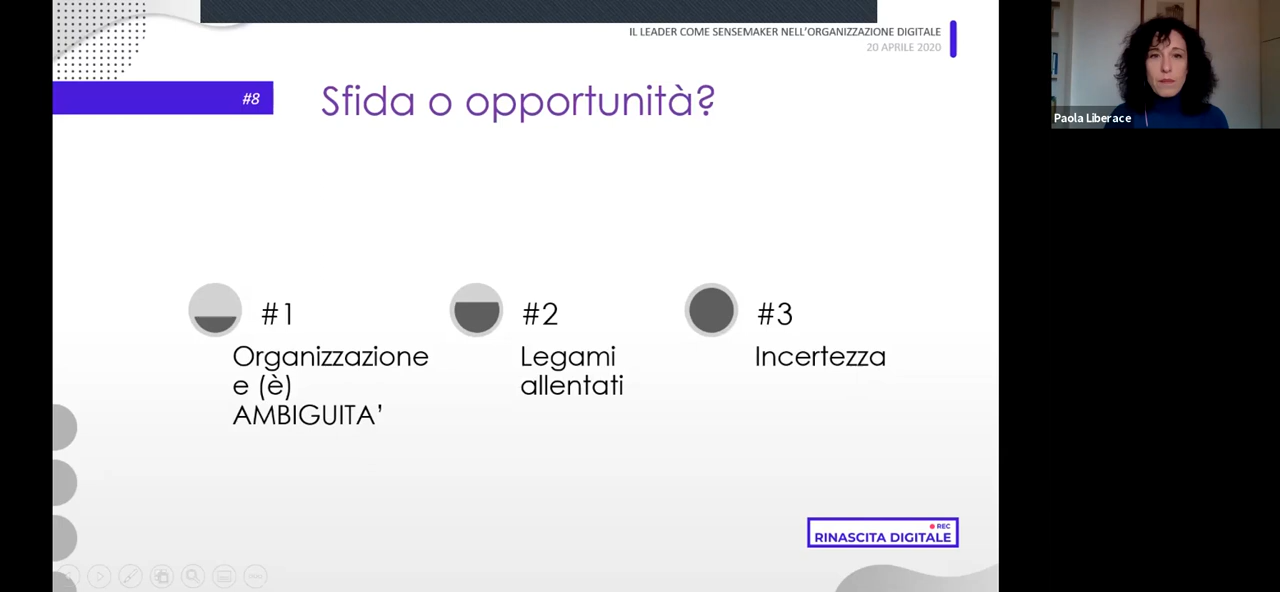 IL LEADER COME SENSEMAKER NELL'ORGANIZZAZIONE DIGITALE
20 APRILE 2020
#8
Sfida o opportunità?
Paola Liberace
#1
Organizzazione
e (è)
AMBIGUITA’
#2
Legami
allentati
#3
Incertezza
REC
RINASCITA DIGITALE